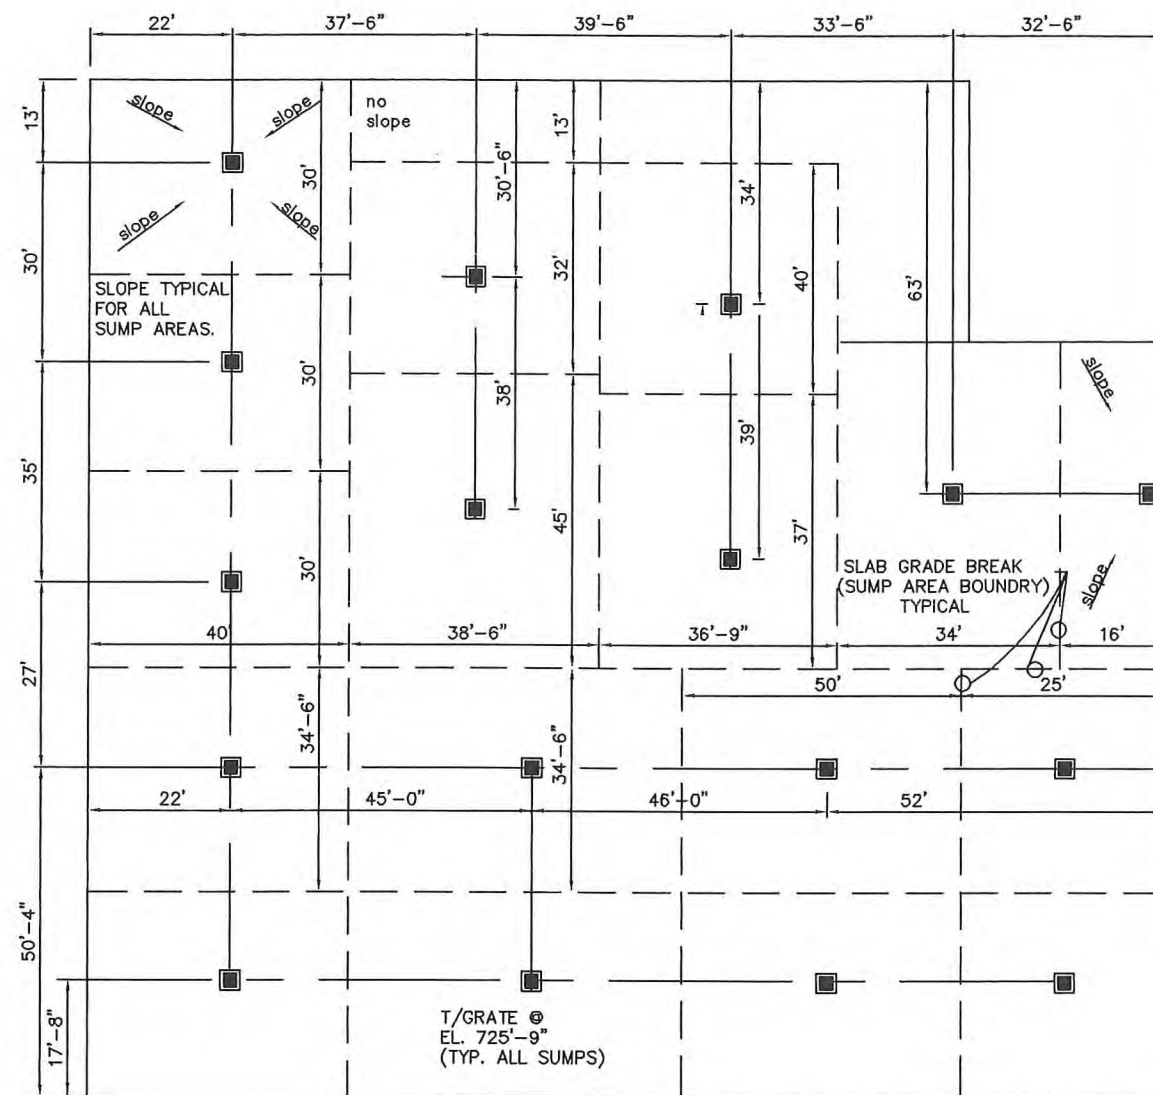 22' 37'-6" 39'-6" 33'-6" 32'-6"
13'
slope
slope
no
slope
30'
30'-6"
13'
34'
slope
slope
30'
32'
40'
63'
SLOPE TYPICAL
FOR ALL
SUMP AREAS.
slope
30'
38'
35'
39'
45'
37'
30'
SLAB GRADE BREAK
(SUMP AREA BOUNDRY)
TYPICAL
slope
40' 38'-6" 36'-9" 34' 16'
27'
50' 25'
34'-6"
34'-6"
22' 45'-0" 46'-0" 52'
50'-4"
17'-8"
T/GRATE @
EL. 725'-9"
(TYP. ALL SUMPS)